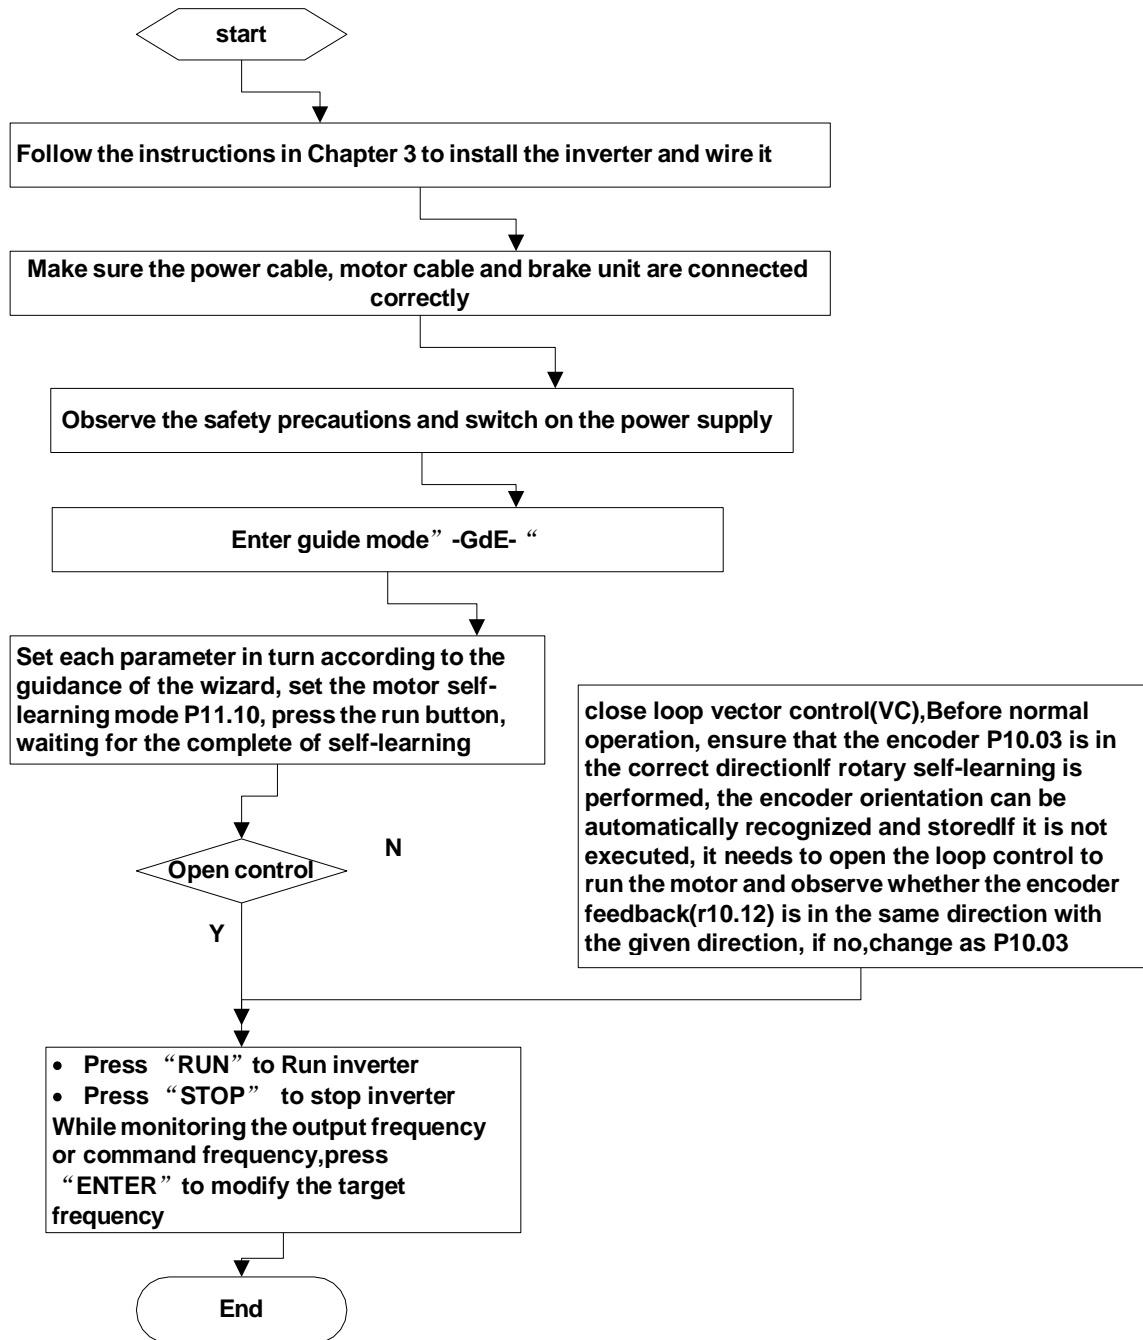 start
Follow the instructions in Chapter 3 to install the inverter and wire it
Make sure the power cable, motor cable and brake unit are connected
correctly
Observe the safety precautions and switch on the power supply
Enter guide mode” -GdE- “
Set each parameter in turn according to the
guidance of the wizard, set the motor self-
learning mode P11.10, press the run button,
waiting for the complete of self-learning
Open control
N
Y
close loop vector control(VC),Before normal
operation, ensure that the encoder P10.03 is in
the correct directionIf rotary self-learning is
performed, the encoder orientation can be
automatically recognized and storedIf it is not
executed, it needs to open the loop control to
run the motor and observe whether the encoder
feedback(r10.12) is in the same direction with
the given direction, if no,change as P10.03
• Press “RUN” to Run inverter
• Press “STOP” to stop inverter
While monitoring the output frequency
or command frequency,press
“ENTER” to modify the target
frequency
End